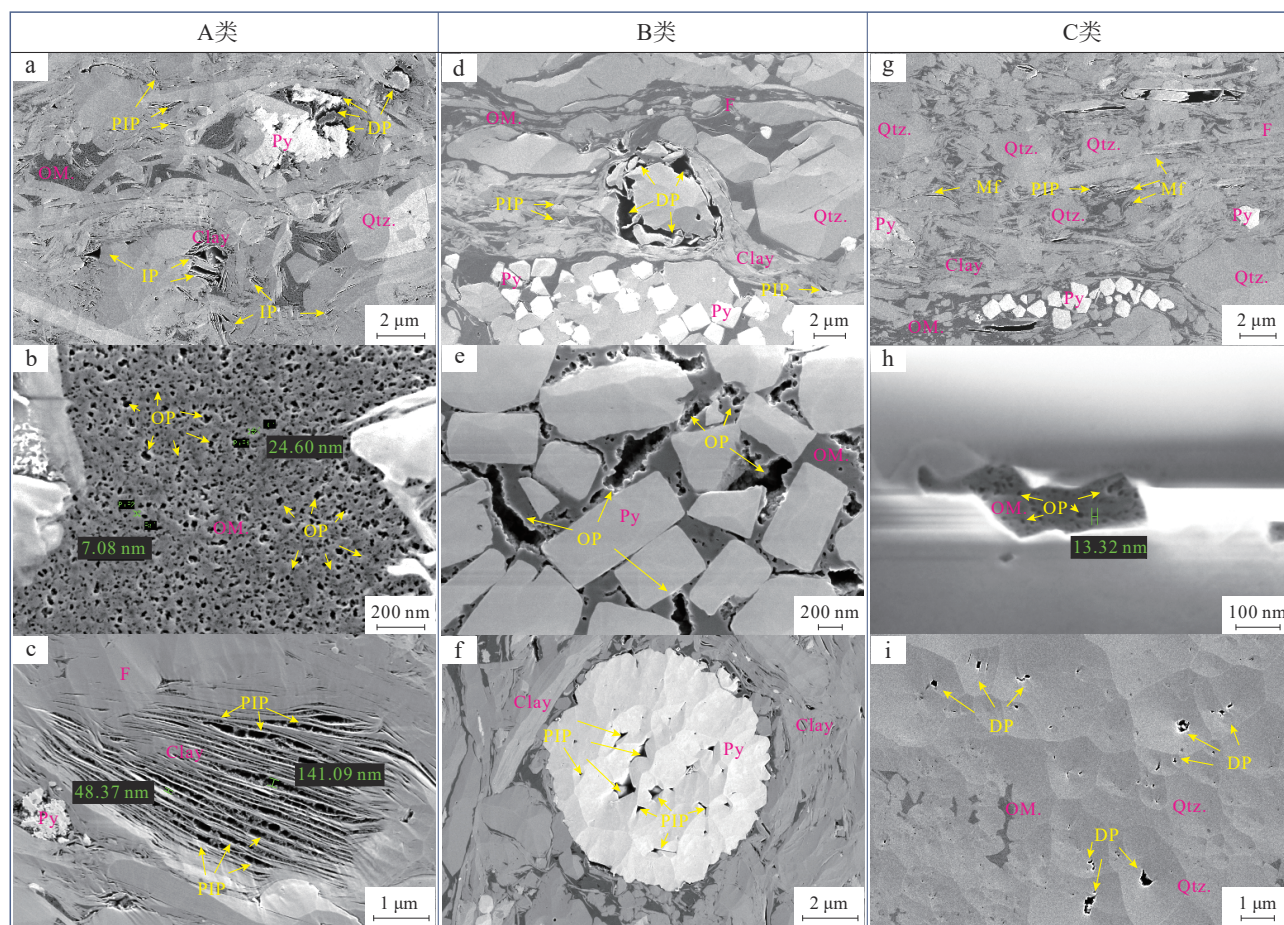 A类
B类
C类
a
PIP
DP
Py
OM.
Qtz.
Clay
IP
IP
2 μm
b
OP
24.60 nm
OM.
OP
7.08 nm
200 nm
c
F
PIP
Clay
141.09 nm
48.37 nm
Py
PIP
1 μm
d
F
OM.
DP
PIP
Qtz.
Clay
Py
PIP
Py
2 μm
e
OP
OP
OM.
Py
OP
200 nm
f
Clay
Clay
PIP
Py
PIP
2 μm
g
Qtz.
Qtz.
Qtz.
F
Mf
PIP
Mf
Qtz.
Py
Py
Clay
Qtz.
Py
OM.
2 μm
h
OM.
OP
13.32 nm
100 nm
i
DP
DP
Qtz.
OM.
DP
Qtz.
1 μm